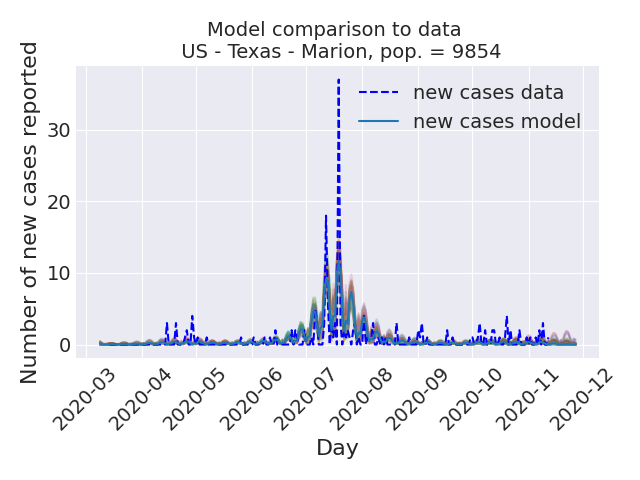 Model comparison to data
US - Texas - Marion, pop. = 9854
Number of new cases reported
new cases data
new cases model
30
20
10
0
2020-03
2020-04
2020-05
2020-06
2020-07
2020-08
2020-09
2020-10
2020-11
2020-12
Day